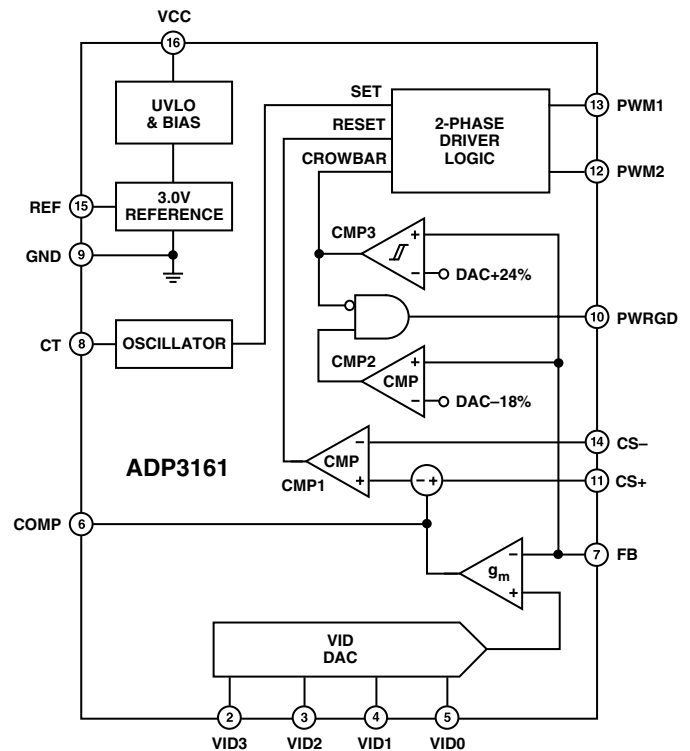 VCC
16
UVLO
& BIAS
SET
RESET
CROWBAR
2-PHASE
DRIVER
LOGIC
13 PWM1
12 PWM2
REF 15
3.0V
REFERENCE
GND 9
CMP3
+
–
DAC+24%
CT 8
OSCILLATOR
10 PWRGD
CMP2
CMP
+
–
DAC–18%
14 CS–
11 CS+
ADP3161
CMP
CMP1
–
+
– +
COMP 6
7 FB
gm
–
+
VID
DAC
2 3 4 5
VID3 VID2 VID1 VID0